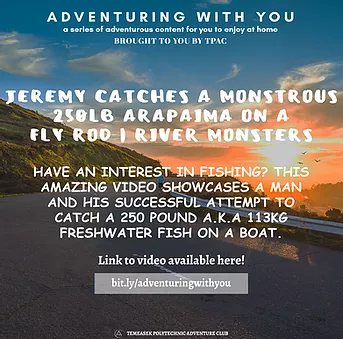 ADVENTURING WITH YOU
a series of adventurous content for you to enjoy at home
BROUGHT TO YOU BY TPAC
JEREMY CATCHES A MONSTROUS
250LB ARAPAIMA ON A
FLY ROD | RIVER MONSTERS
HAVE AN INTEREST IN FISHING? THIS
AMAZING VIDEO SHOWCASES A MAN
AND HIS SUCCESSFUL ATTEMPT TO
CATCH A 250 POUND A.K.A 113KG
FRESHWATER FISH ON A BOAT.
Link to video available here!
bit.ly/adventuringwithyou
TEMEASEK POLYTECHNIC ADVENTURE CLUB